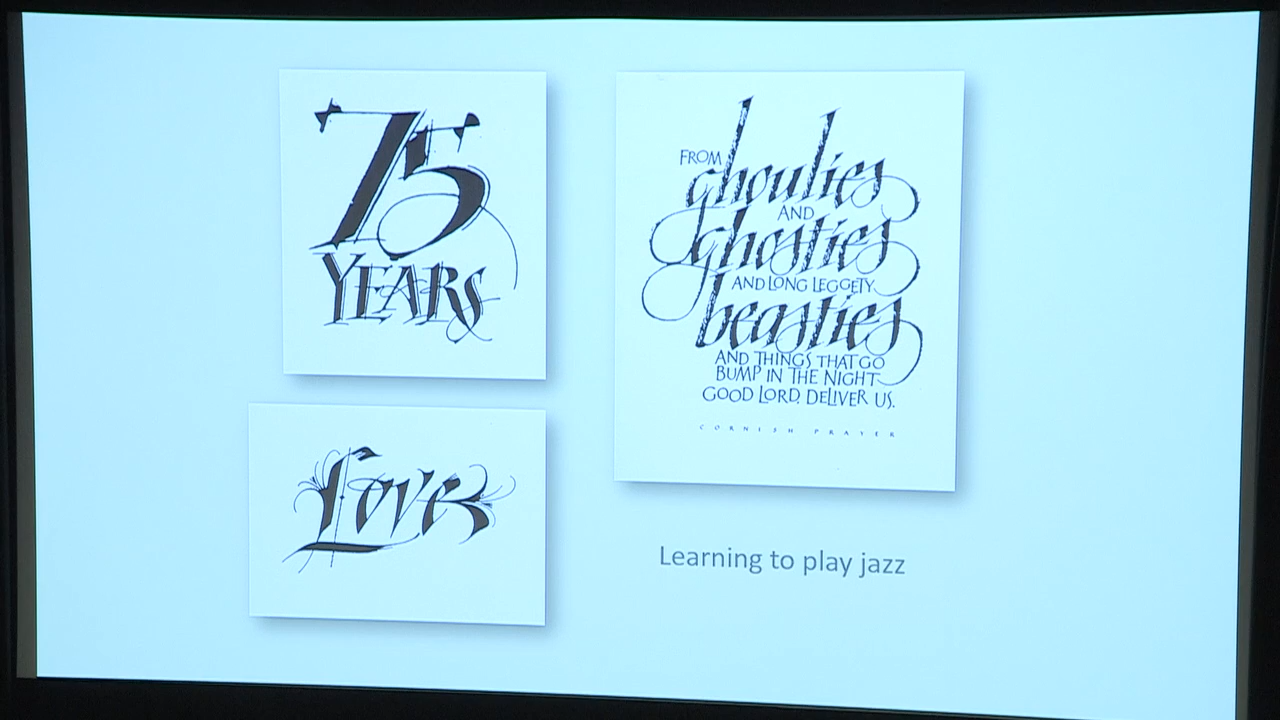 75
YEARS
Love
FROM
ghoulies
AND
ghosties
AND LONG LEGGETY
beasties
AND THINGS THAT GO
BUMP IN THE NIGHT
GOOD LORD, DELIVER US.
CORNISH PRAYER
Learning to play jazz